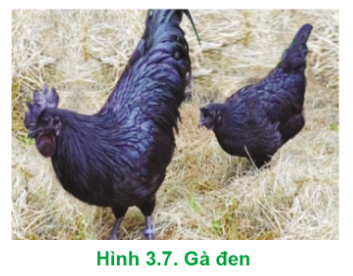 Hình 3.7. Gà đen